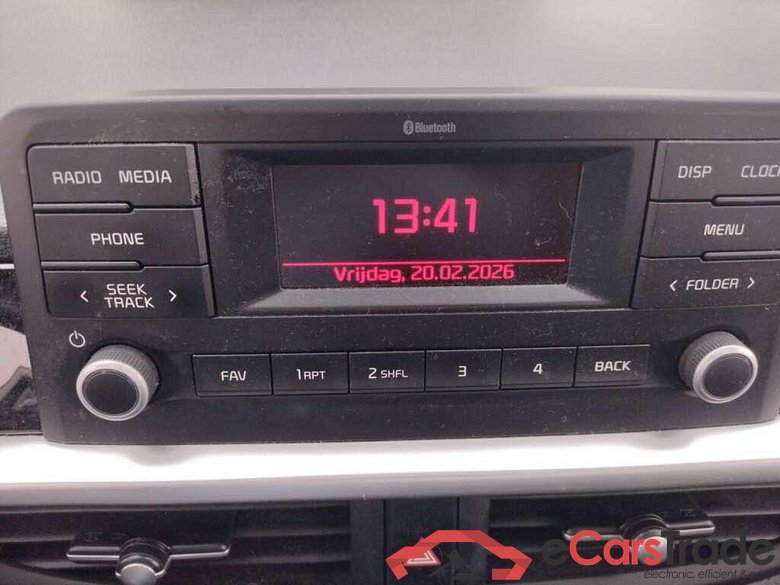 Bluetooth
RADIO MEDIA
DISP CLOCK
13:41
PHONE
MENU
Vrijdag, 20.02.2026
< SEEK TRACK >
< FOLDER >
FAV
1 RPT
2 SHFL
3
4
BACK
eCarsTrade
electronic, efficient &